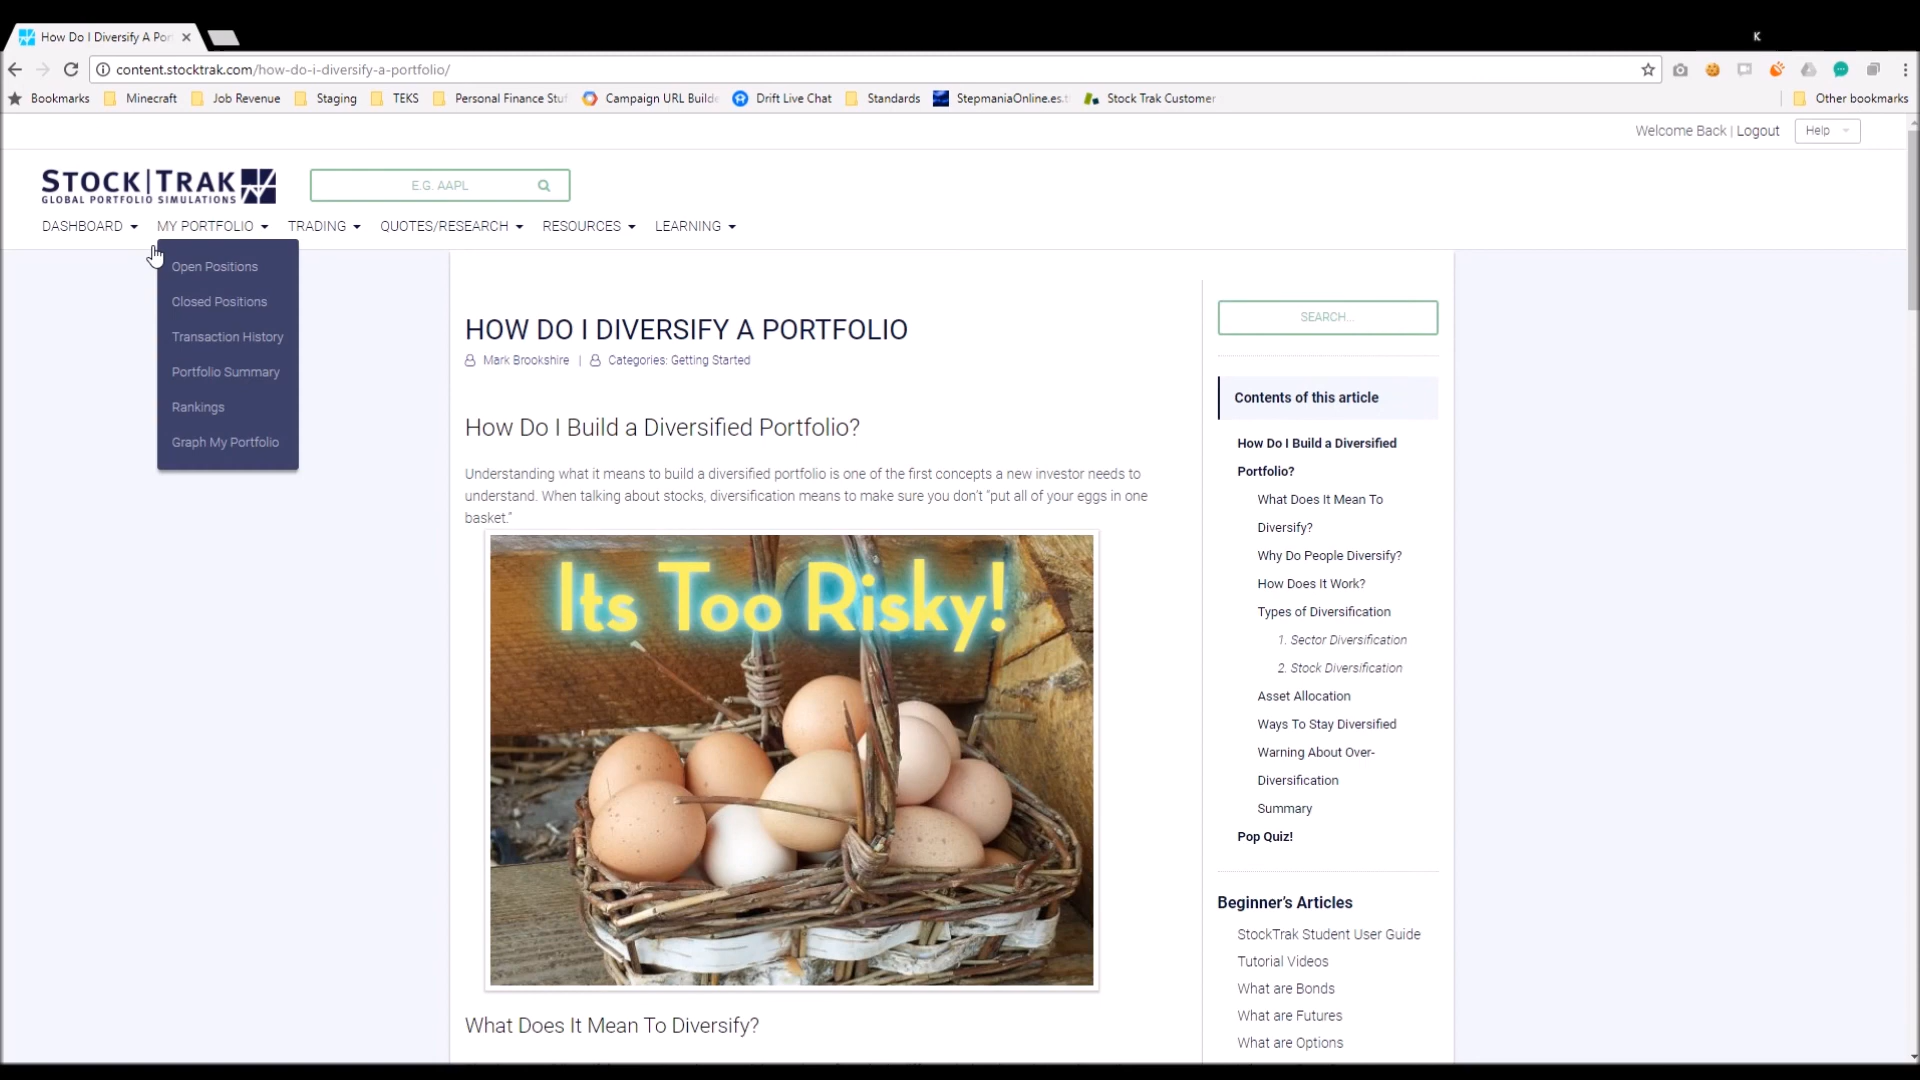 How Do I Diversify A Por
K
content.stocktrak.com/how-do-i-diversify-a-portfolio/
Bookmarks Minecraft Job Revenue Staging TEKS Personal Finance Stuf Campaign URL Builde Drift Live Chat Standards StepmaniaOnline.es.t Stock Trak Customer Other bookmarks
Welcome Back | Logout Help
STOCK|TRAK
GLOBAL PORTFOLIO SIMULATIONS
E.G. AAPL
DASHBOARD MY PORTFOLIO TRADING QUOTES/RESEARCH RESOURCES LEARNING
Open Positions
Closed Positions
Transaction History
Portfolio Summary
Rankings
Graph My Portfolio
HOW DO I DIVERSIFY A PORTFOLIO
Mark Brookshire | Categories: Getting Started
How Do I Build a Diversified Portfolio?
Understanding what it means to build a diversified portfolio is one of the first concepts a new investor needs to
understand. When talking about stocks, diversification means to make sure you don't "put all of your eggs in one
basket."
Its Too Risky!
What Does It Mean To Diversify?
SEARCH...
Contents of this article
How Do I Build a Diversified
Portfolio?
What Does It Mean To
Diversify?
Why Do People Diversify?
How Does It Work?
Types of Diversification
1. Sector Diversification
2. Stock Diversification
Asset Allocation
Ways To Stay Diversified
Warning About Over-
Diversification
Summary
Pop Quiz!
Beginner's Articles
StockTrak Student User Guide
Tutorial Videos
What are Bonds
What are Futures
What are Options